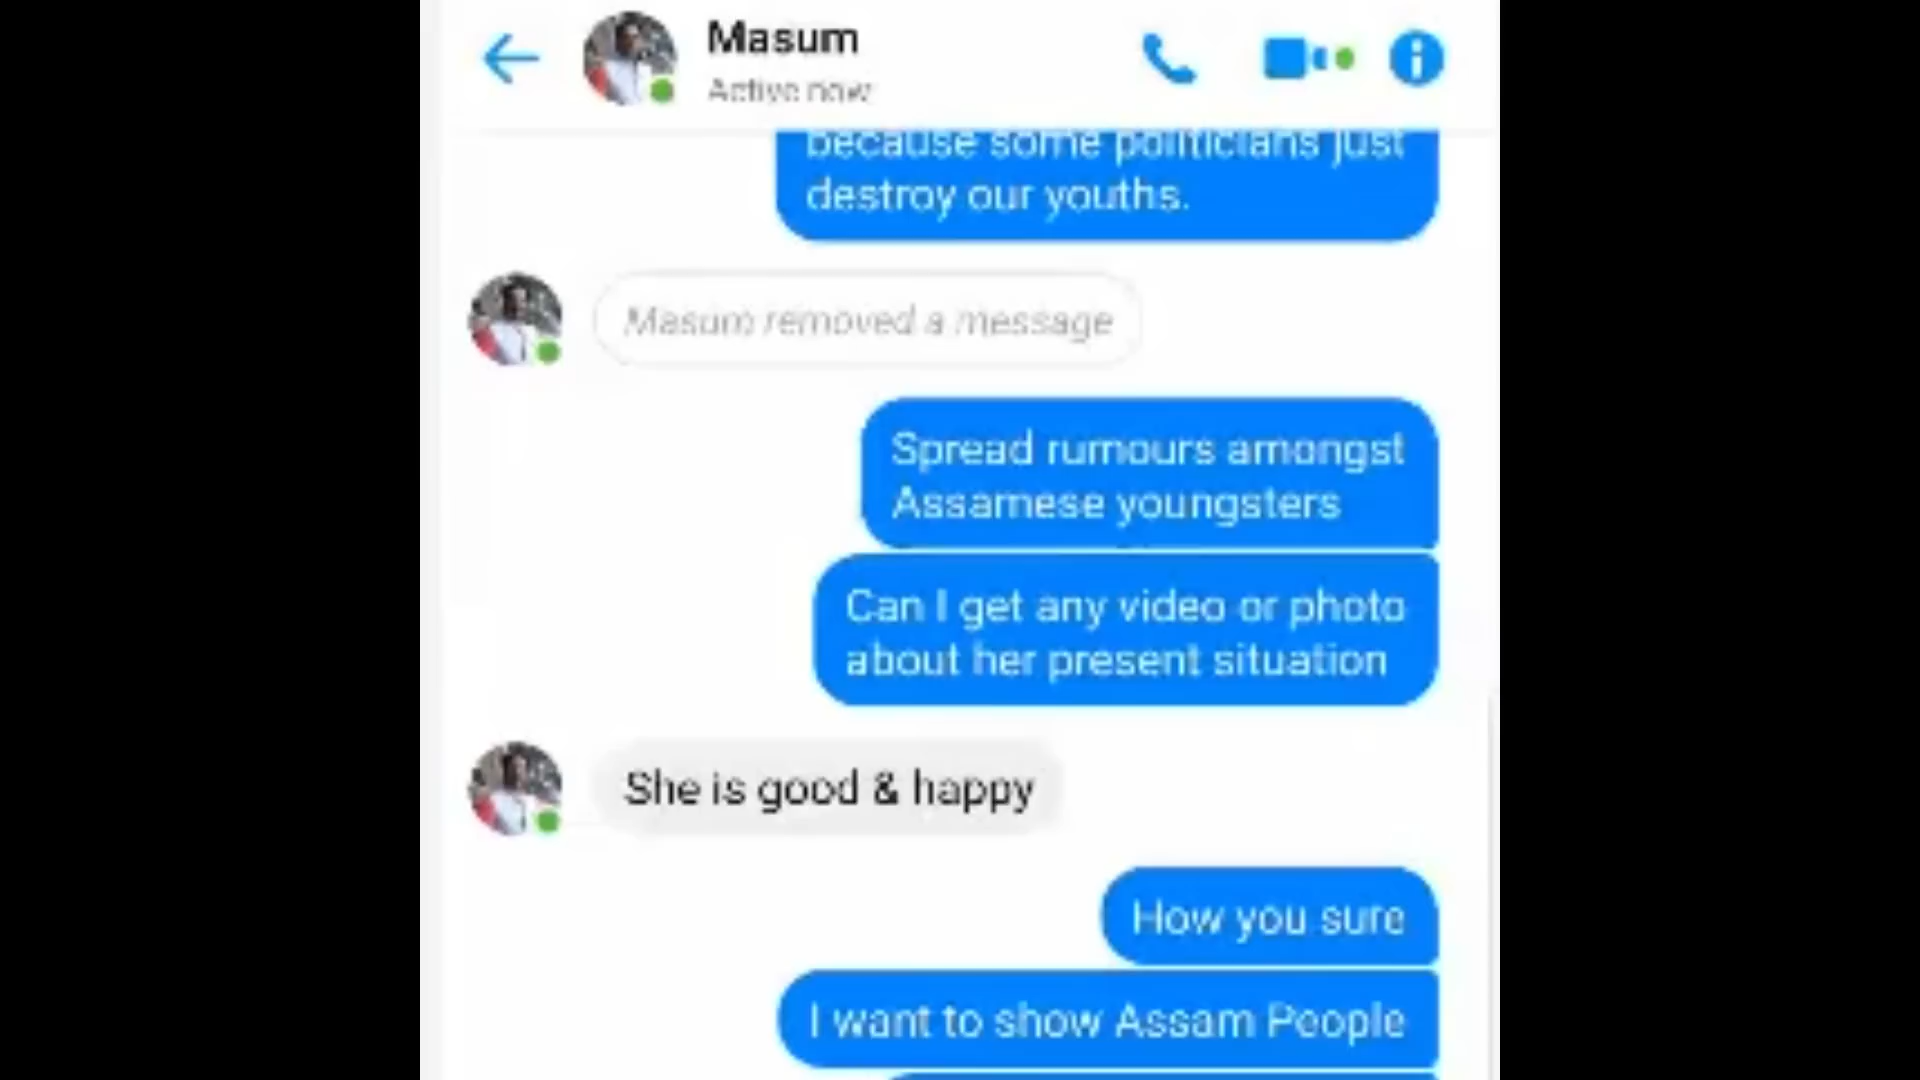 Masum
Active now
because some politicians just
destroy our youths.
Masum removed a message
Spread rumours amongst
Assamese youngsters
Can I get any video or photo
about her present situation
She is good & happy
How you sure
I want to show Assam People